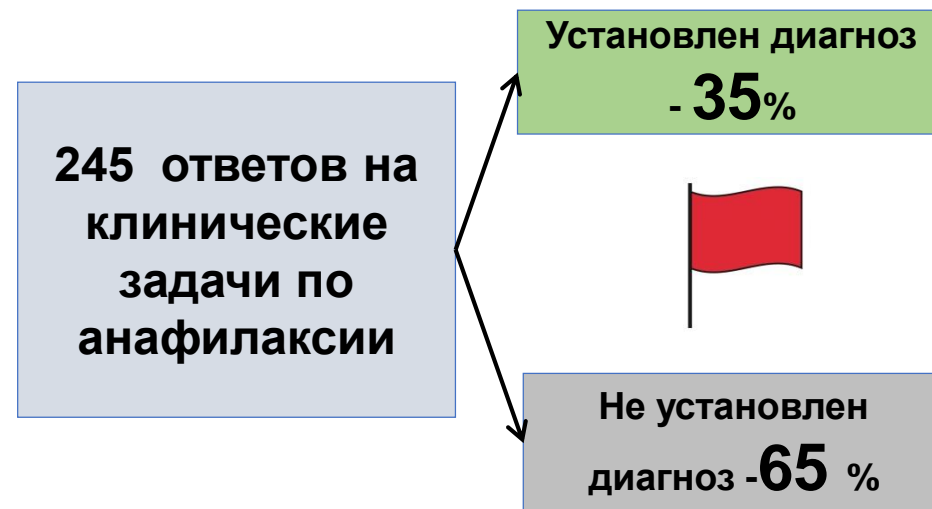 245 ответов на
клинические
задачи по
анафилаксии
Установлен диагноз
- 35%
Не установлен
диагноз -65 %